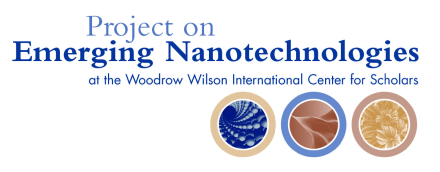 Project on
Emerging Nanotechnologies
at the Woodrow Wilson International Center for Scholars